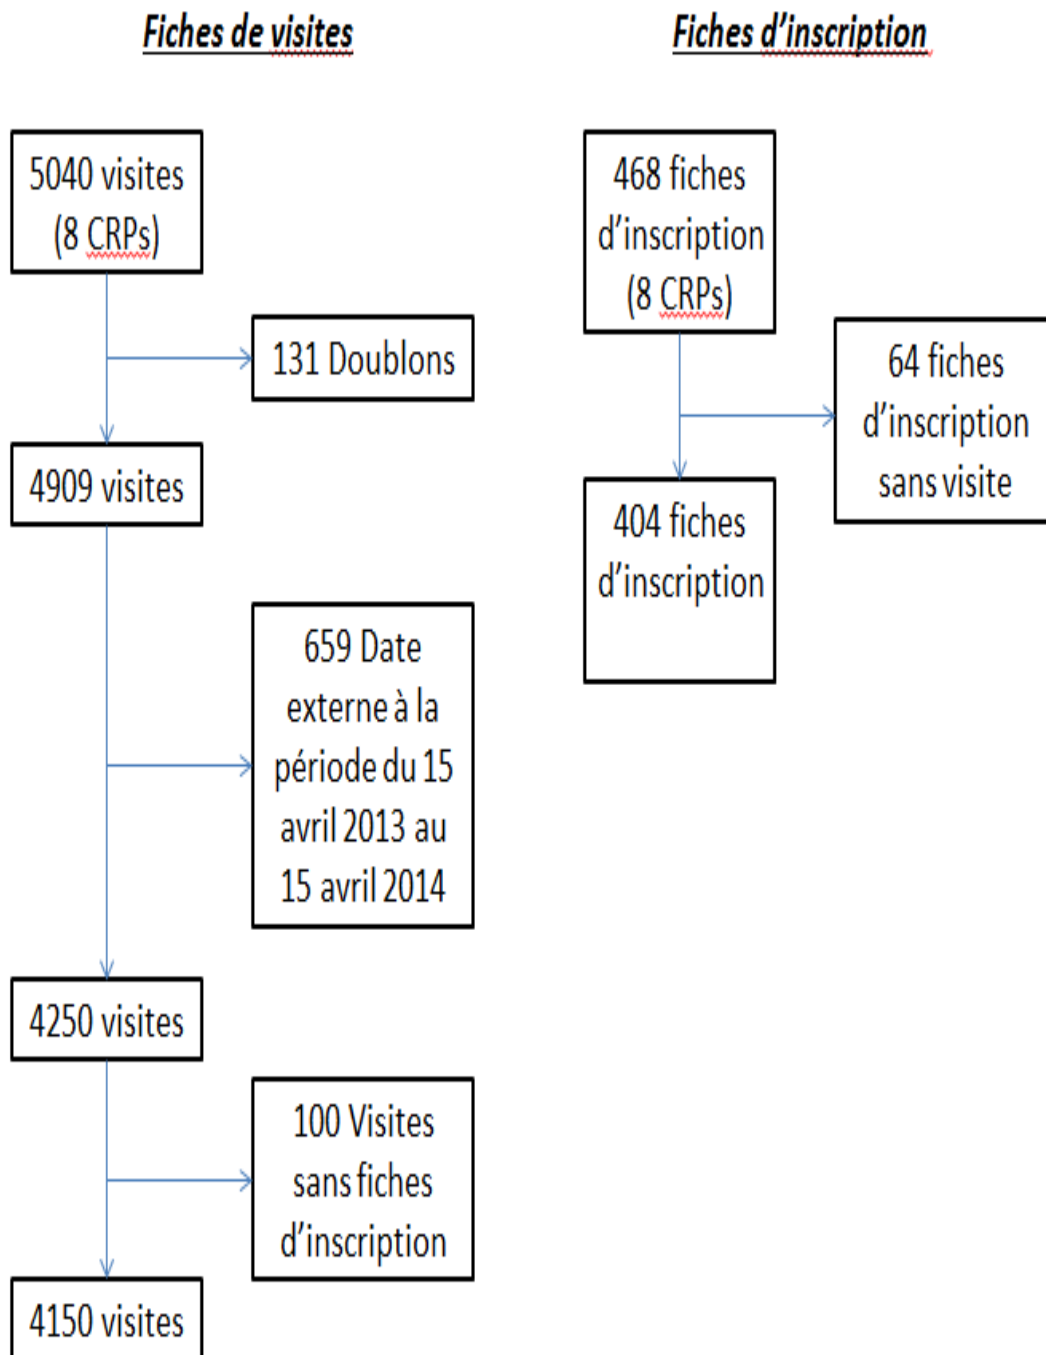 Fiches de visites
5040 visites
(8 CRPs)
131 Doublons
4909 visites
659 Date
externe à la
période du 15
avril 2013 au
15 avril 2014
4250 visites
100 Visites
sans fiches
d'inscription
4150 visites
Fiches d'inscription
468 fiches
d'inscription
(8 CRPs)
64 fiches
d'inscription
sans visite
404 fiches
d'inscription